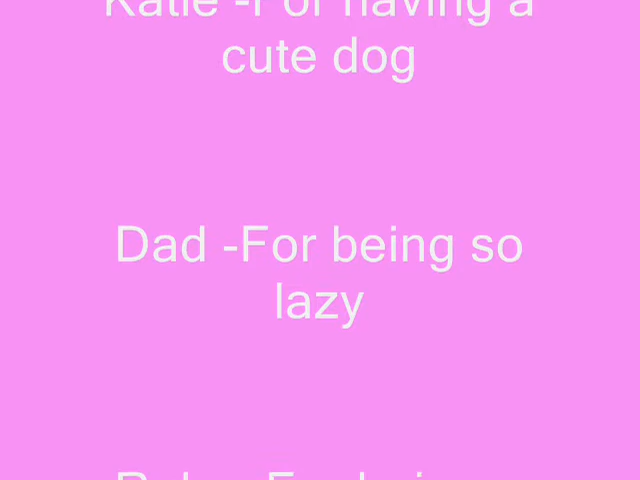 Katie -For having a
cute dog
Dad -For being so
lazy